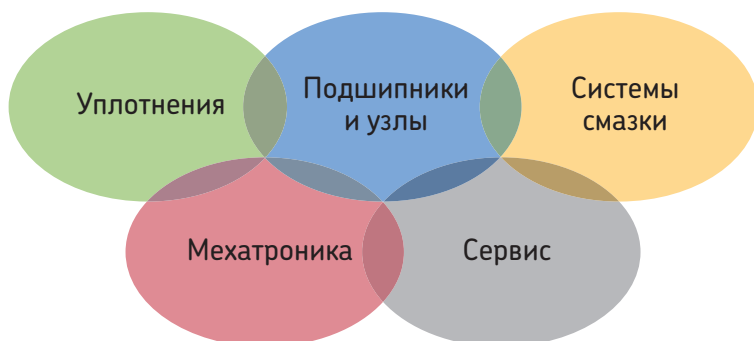 Уплотнения
Подшипники
и узлы
Системы
смазки
Мехатроника
Сервис